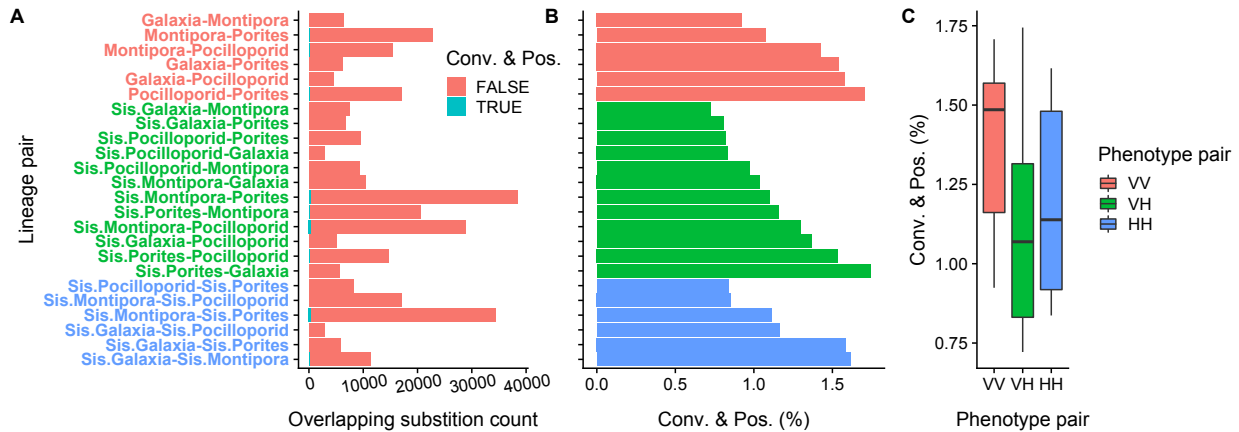 A
Lineage pair
Galaxia-Montipora
Montipora-Porites
Montipora-Pocilloporid
Galaxia-Porites
Galaxia-Pocilloporid
Pocilloporid-Porites
Sis.Galaxia-Montipora
Sis.Galaxia-Porites
Sis.Pocilloporid-Porites
Sis.Pocilloporid-Galaxia
Sis.Pocilloporid-Montipora
Sis.Montipora-Galaxia
Sis.Montipora-Porites
Sis.Porites-Montipora
Sis.Montipora-Pocilloporid
Sis.Galaxia-Pocilloporid
Sis.Porites-Pocilloporid
Sis.Porites-Galaxia
Sis.Pocilloporid-Sis.Porites
Sis.Montipora-Sis.Pocilloporid
Sis.Montipora-Sis.Porites
Sis.Galaxia-Sis.Pocilloporid
Sis.Galaxia-Sis.Porites
Sis.Galaxia-Sis.Montipora
Conv. & Pos.
FALSE
TRUE
0 10000 20000 30000 40000
Overlapping substition count
B
0.0 0.5 1.0 1.5
Conv. & Pos. (%)
C
Conv. & Pos. (%)
1.75
1.50
1.25
1.00
0.75
VV VH HH
Phenotype pair
Phenotype pair
VV
VH
HH